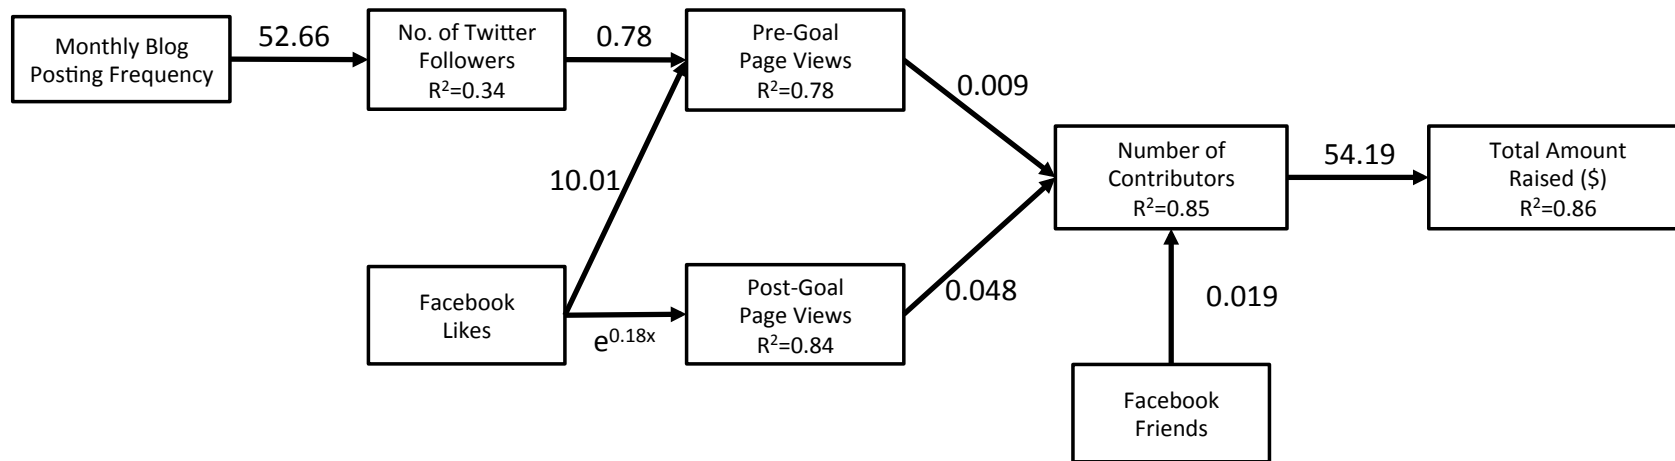 Monthly Blog
Posting Frequency
52.66
No. of Twitter
Followers
R²=0.34
0.78
Pre-Goal
Page Views
R²=0.78
0.009
10.01
Number of
Contributors
R²=0.85
54.19
Total Amount
Raised ($)
R²=0.86
Facebook
Likes
e^0.18x
Post-Goal
Page Views
R²=0.84
0.048
0.019
Facebook
Friends